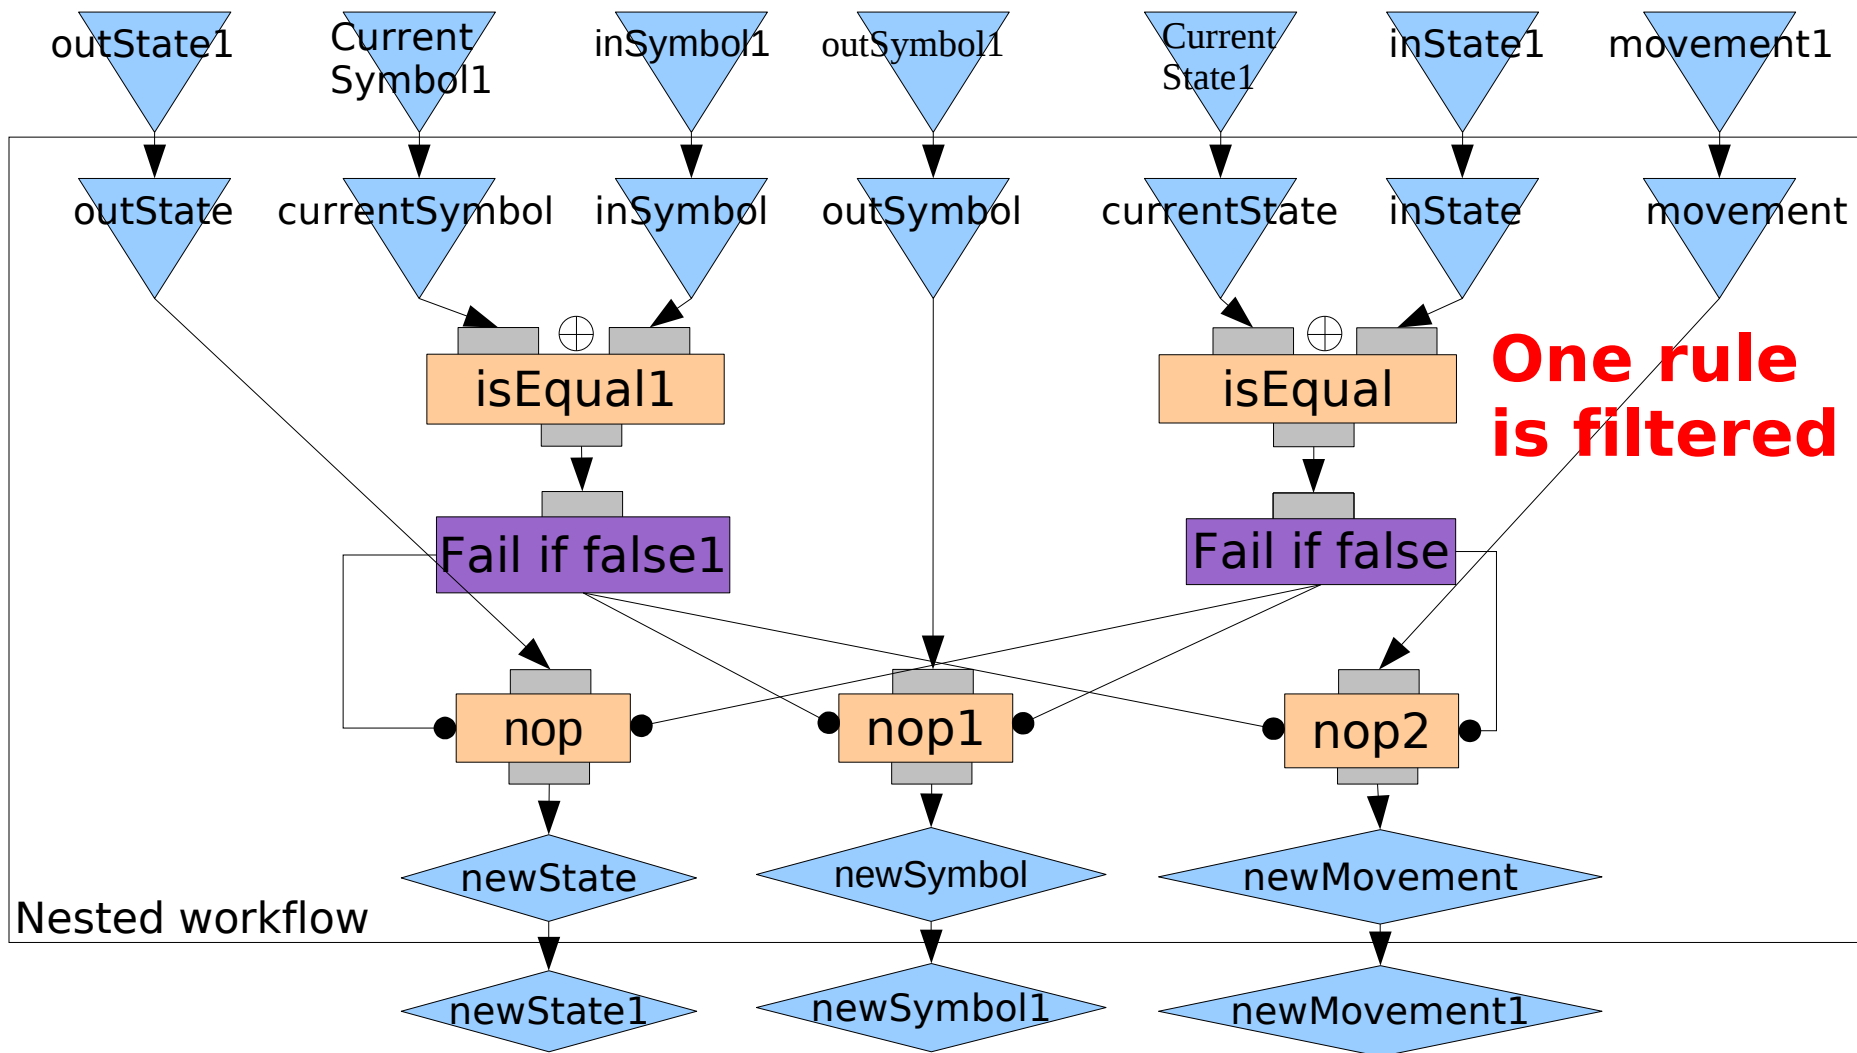 outState1
Current
Symbol1
inSymbol1
outSymbol1
Current
State1
inState1
movement1
outState
currentSymbol
inSymbol
outSymbol
currentState
inState
movement
isEqual1
isEqual
One rule
is filtered
Fail if false1
Fail if false
nop
nop1
nop2
newState
newSymbol
newMovement
Nested workflow
newState1
newSymbol1
newMovement1